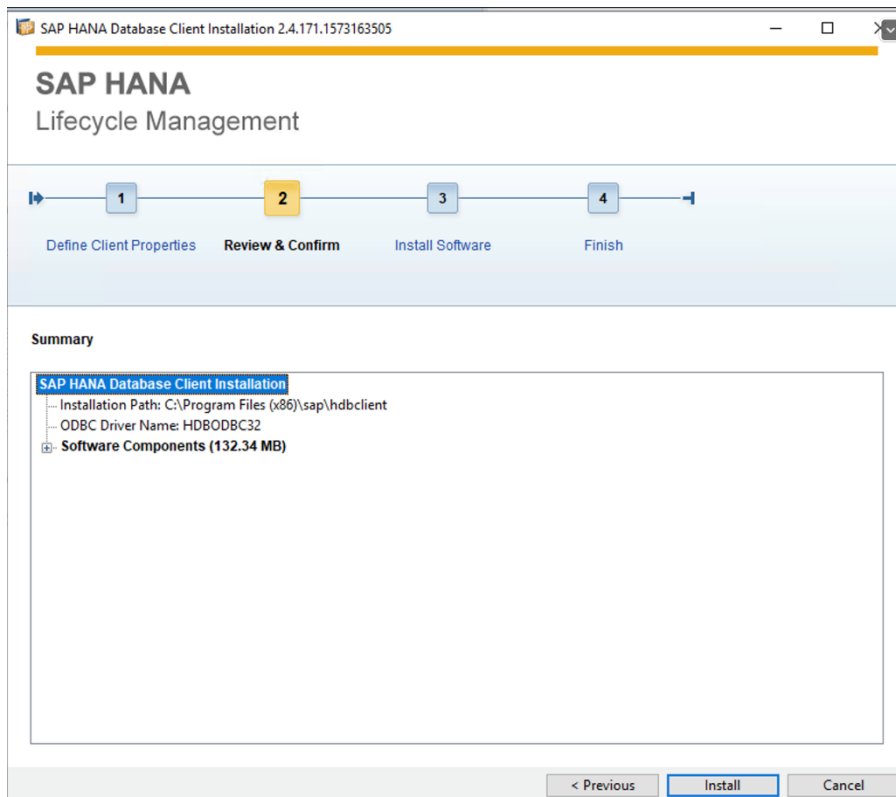 SAP HANA Database Client Installation 2.4.171.1573163505
SAP HANA
Lifecycle Management
1
2
3
4
Define Client Properties
Review & Confirm
Install Software
Finish
Summary
SAP HANA Database Client Installation
Installation Path: C:\Program Files (x86)\sap\hdbclient
ODBC Driver Name: HDBODBC32
Software Components (132.34 MB)
< Previous
Install
Cancel